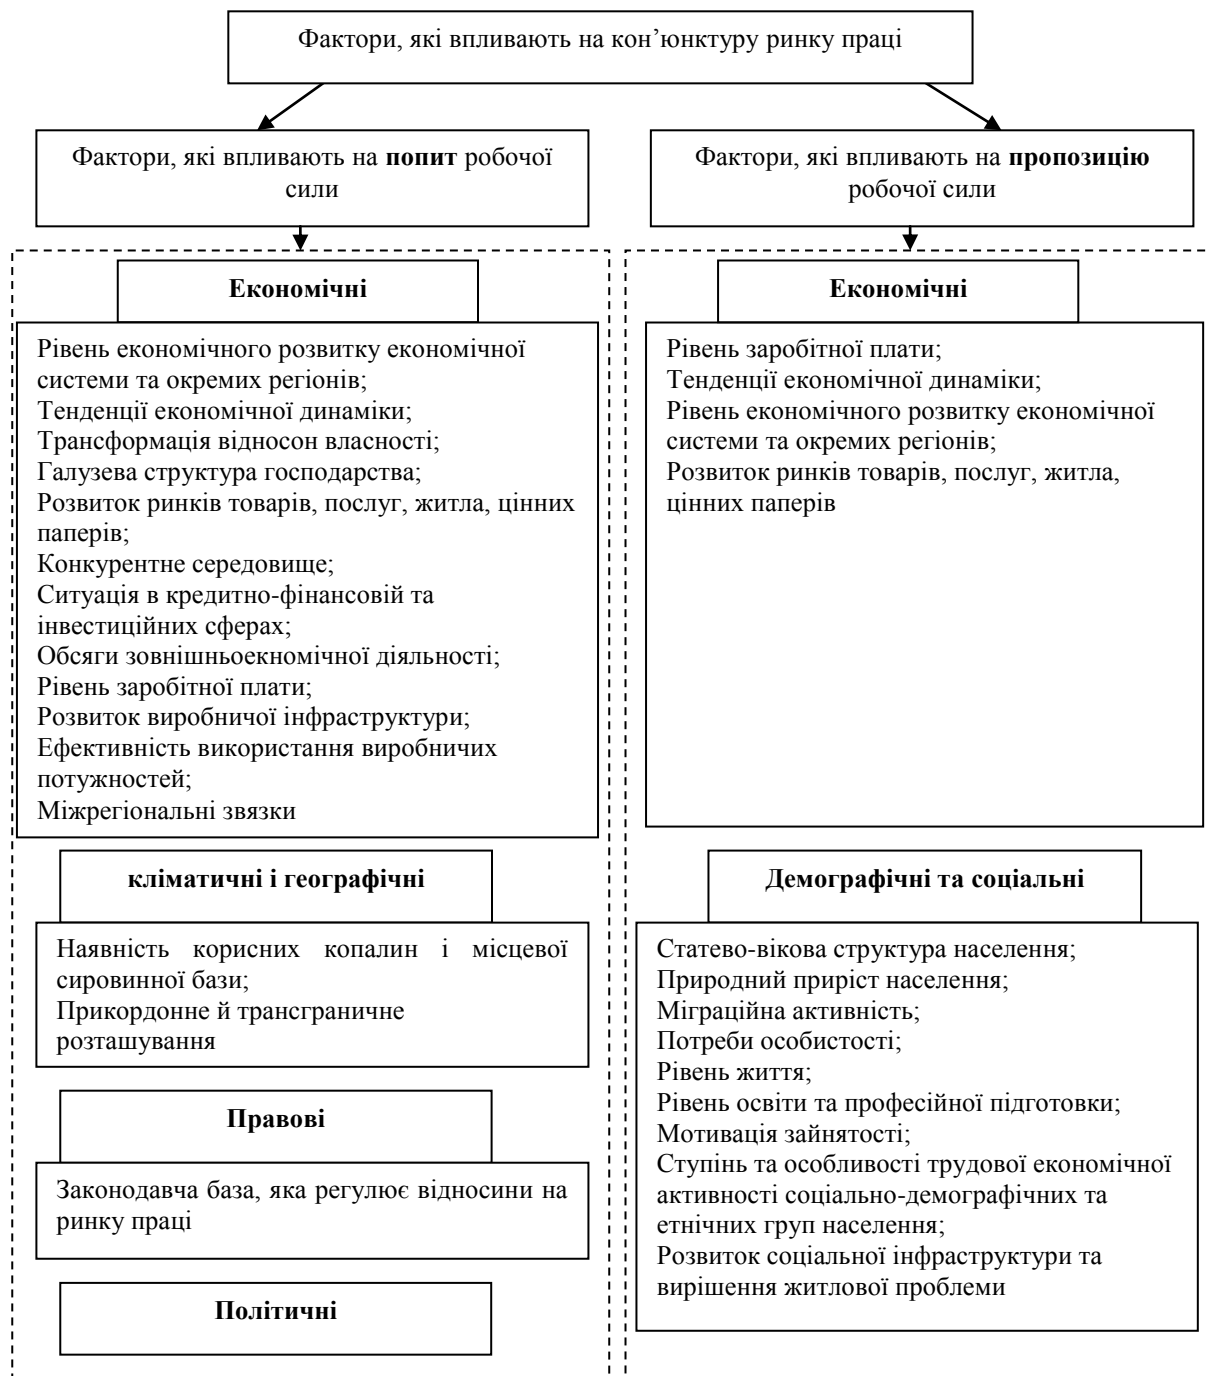 Фактори, які впливають на кон’юнктуру ринку праці
Фактори, які впливають на попит робочої
сили
Фактори, які впливають на пропозицію
робочої сили
Економічні
Рівень економічного розвитку економічної
системи та окремих регіонів;
Тенденції економічної динаміки;
Трансформація відносон власності;
Галузева структура господарства;
Розвиток ринків товарів, послуг, житла, цінних
паперів;
Конкурентне середовище;
Ситуація в кредитно-фінансовій та
інвестиційних сферах;
Обсяги зовнішньоекномічної діяльності;
Рівень заробітної плати;
Розвиток виробничої інфраструктури;
Ефективність використання виробничих
потужностей;
Міжрегіональні звязки
кліматичні і географічні
Наявність корисних копалин і місцевої
сировинної бази;
Прикордонне й трансграничне
розташування
Правові
Законодавча база, яка регулює відносини на
ринку праці
Політичні
Економічні
Рівень заробітної плати;
Тенденції економічної динаміки;
Рівень економічного розвитку економічної
системи та окремих регіонів;
Розвиток ринків товарів, послуг, житла,
цінних паперів
Демографічні та соціальні
Статево-вікова структура населення;
Природний приріст населення;
Міграційна активність;
Потреби особистості;
Рівень життя;
Рівень освіти та професійної підготовки;
Мотивація зайнятості;
Ступінь та особливості трудової економічної
активності соціально-демографічних та
етнічних груп населення;
Розвиток соціальної інфраструктури та
вирішення житлової проблеми